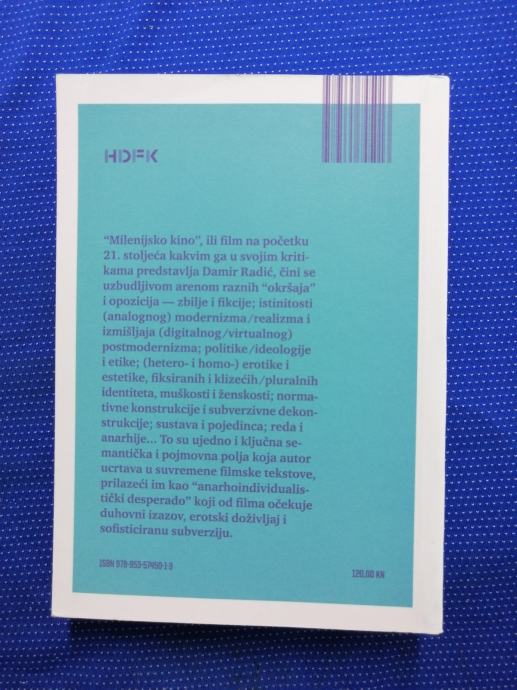 HDFK
“Milenijsko kino”, ili film na početku
21. stoljeća kakvim ga u svojim kriti-
kama predstavlja Damir Radić, čini se
uzbudljivom arenom raznih “okršaja”
i opozicija — zbilje i fikcije; istinitosti
(analognog) modernizma/realizma i
izmišljaja (digitalnog/virtualnog)
postmodernizma; politike/ideologije
i etike; (hetero- i homo-) erotike i
estetike, fiksiranih i klizećih/pluralnih
identiteta, muškosti i ženskosti; norma-
tivne konstrukcije i subverzivne dekon-
strukcije; sustava i pojedinca; reda i
anarhije... To su ujedno i ključna se-
mantička i pojmovna polja koja autor
ucrtava u suvremene filmske tekstove,
prilazeći im kao “anarhoindividualis-
tički desperado” koji od filma očekuje
duhovni izazov, erotski doživljaj i
sofisticiranu subverziju.
ISBN 978-953-57450-1-9
120,00 KN